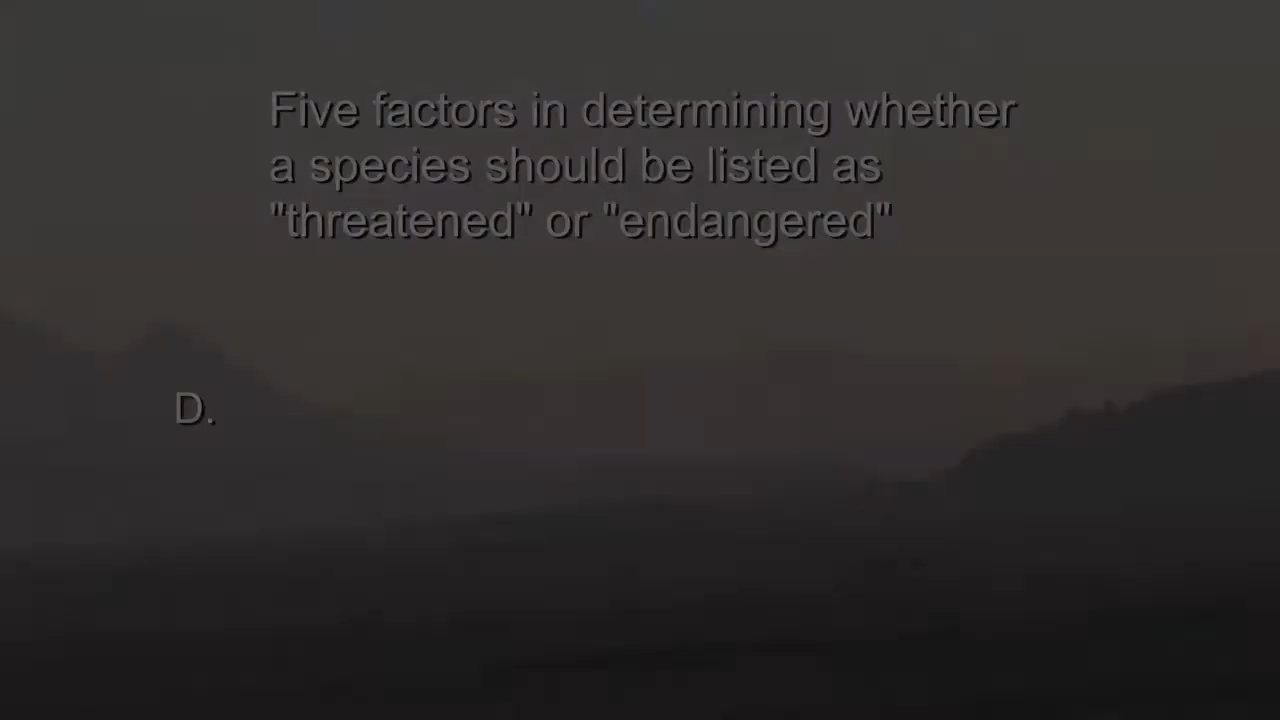 Five factors in determining whether
a species should be listed as
"threatened" or "endangered"
D.